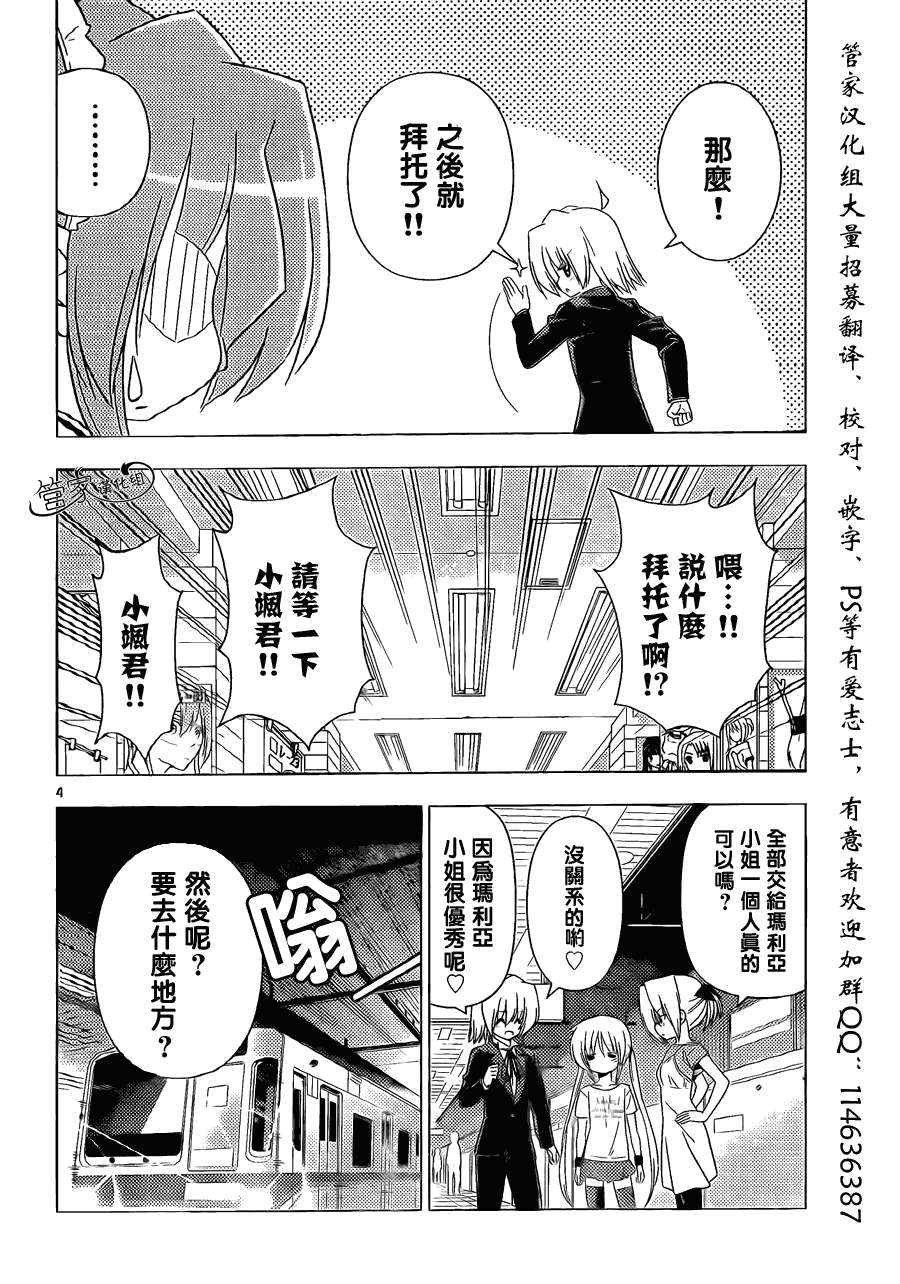 那麼！
之後就
拜托了!!
………
喂…!!
說什麼
拜托了啊!?
請等一下
小颯君!!
小颯君!!
4
全部交給瑪利亞
小姐一個人真的
可以嗎？
沒關系的喲♡
因為瑪利亞
小姐很優秀呢♡
嗡
然後呢？
要去什麼地方？
管家漢化組
管家汉化组大量招募翻译、校对、嵌字、PS等有爱志士，有意者欢迎加群QQ：114636387